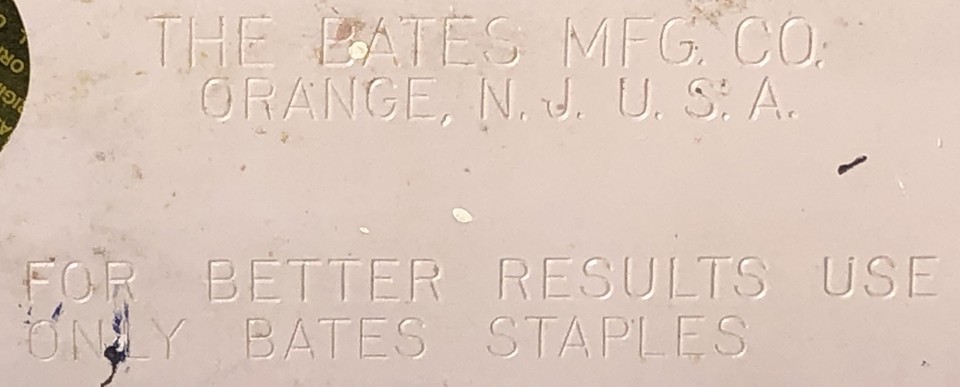 THE BATES MFG. CO.
ORANGE, N. J. U. S. A.
FOR BETTER RESULTS USE
ONLY BATES STAPLES